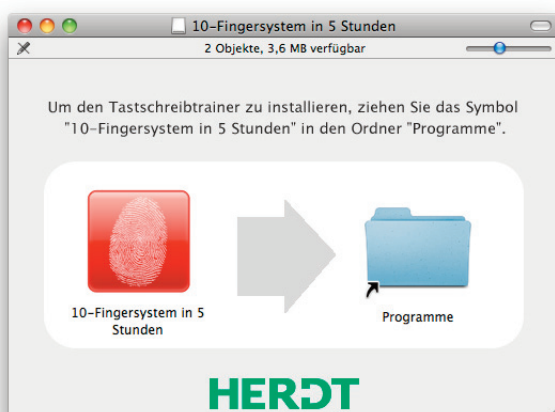 10-Fingersystem in 5 Stunden
2 Objekte, 3,6 MB verfügbar
Um den Tastschreibtrainer zu installieren, ziehen Sie das Symbol
"10-Fingersystem in 5 Stunden" in den Ordner "Programme".
10-Fingersystem in 5
Stunden
Programme
HERDT